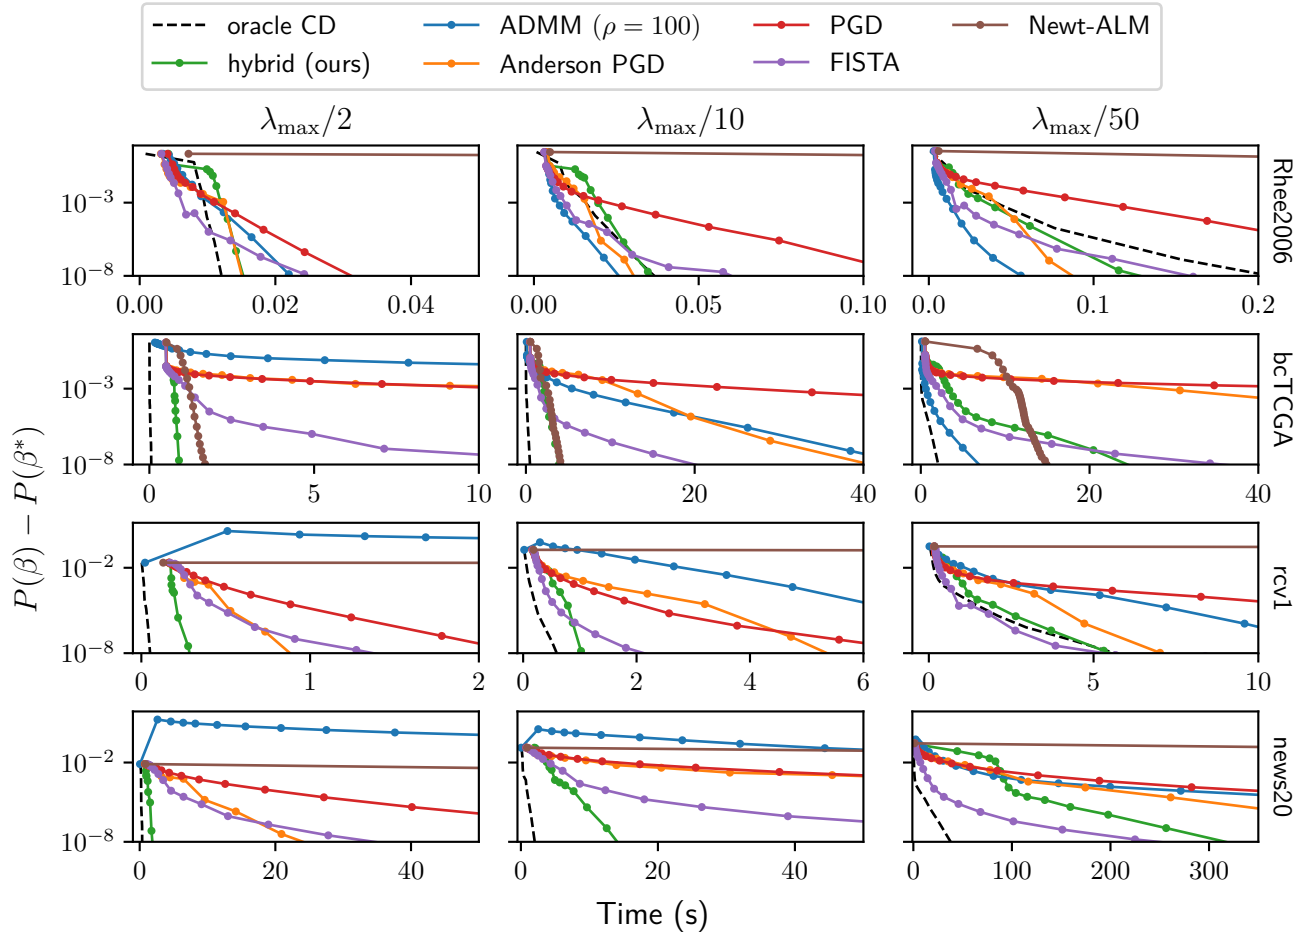 oracle CD
ADMM (ρ = 100)
PGD
Newt-ALM
hybrid (ours)
Anderson PGD
FISTA
λmax/2
λmax/10
λmax/50
10⁻³
10⁻⁸
0.00 0.02 0.04
0.00 0.05 0.10
0.0 0.1 0.2
Rhee2006
10⁻³
10⁻⁸
0 5 10
0 20 40
0 20 40
bcTCGA
P(β) − P(β*)
10⁻²
10⁻⁸
0 1 2
0 2 4 6
0 5 10
rcv1
10⁻²
10⁻⁸
0 20 40
0 20 40
0 100 200 300
news20
Time (s)